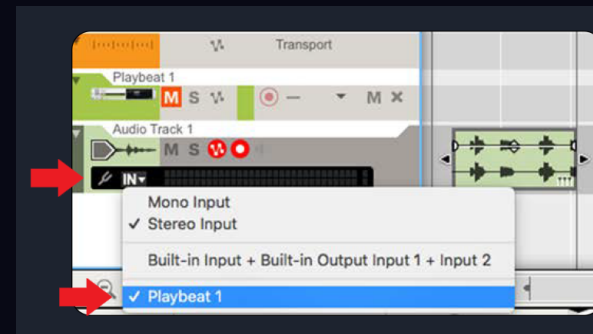 Transport
Playbeat 1
M S M
Audio Track 1
M S
IN
Mono Input
✓ Stereo Input
Built-in Input + Built-in Output Input 1 + Input 2
✓ Playbeat 1